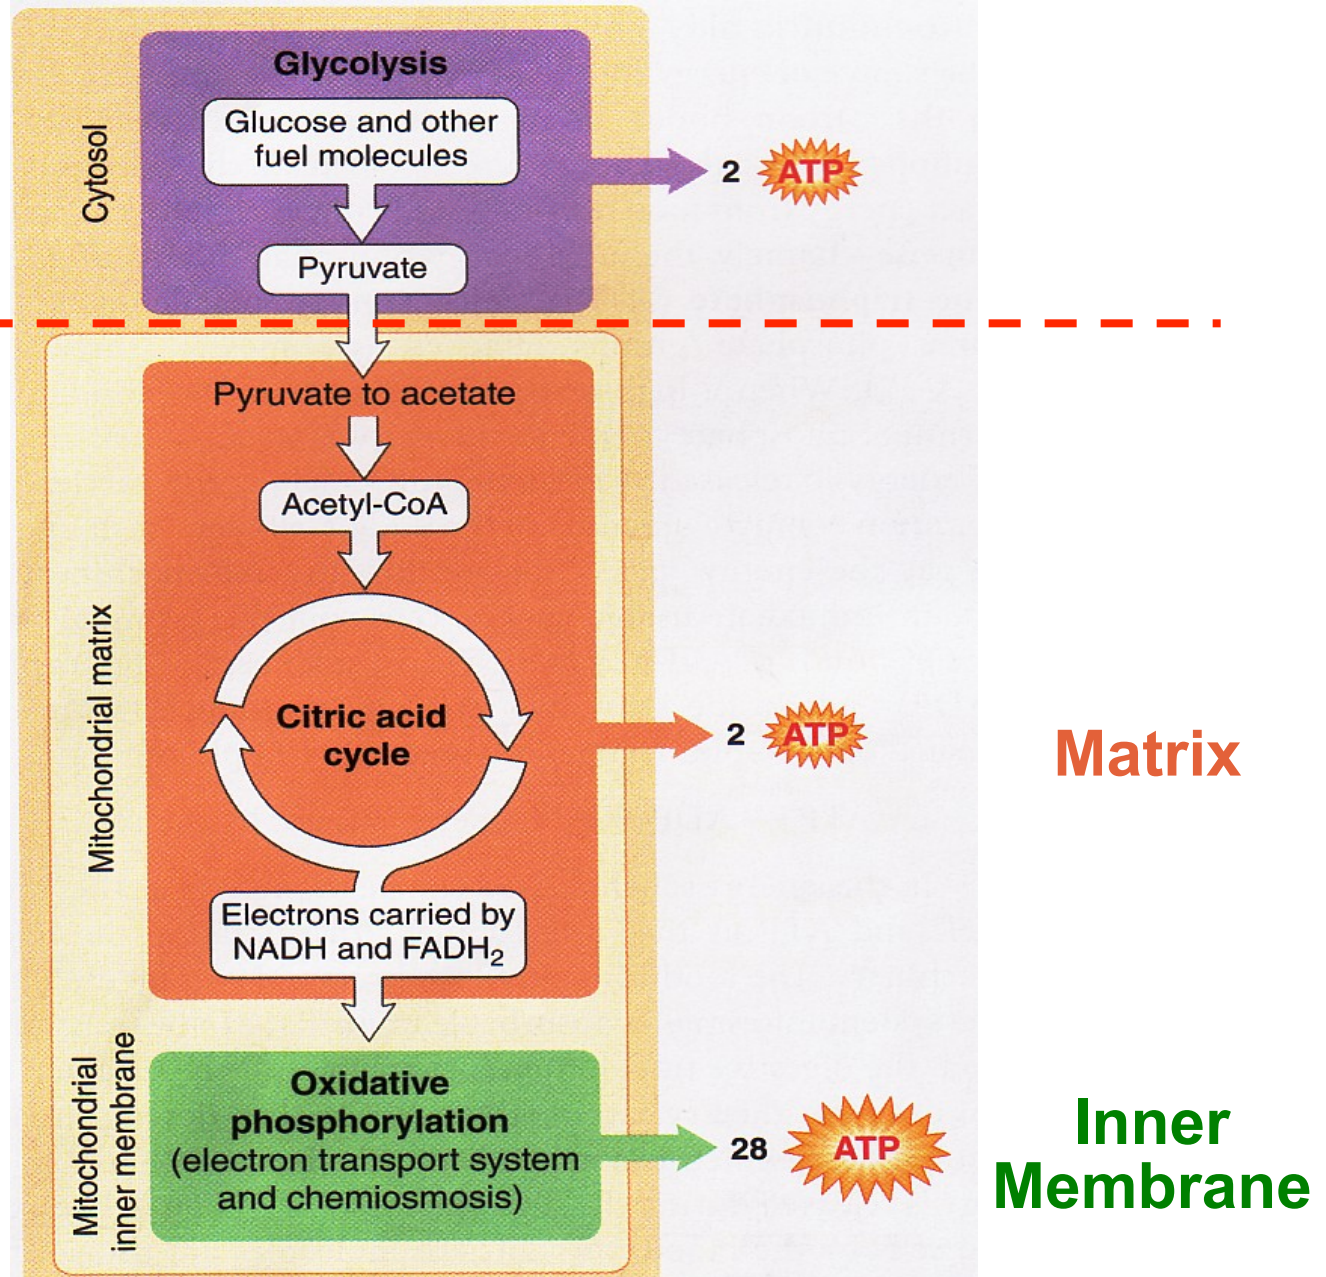 Cytosol
Glycolysis
Glucose and other
fuel molecules
Pyruvate
2 ATP
Mitochondrial matrix
Pyruvate to acetate
Acetyl-CoA
Citric acid
cycle
2 ATP
Matrix
Electrons carried by
NADH and FADH₂
Mitochondrial
inner membrane
Oxidative
phosphorylation
(electron transport system
and chemiosmosis)
28 ATP
Inner
Membrane